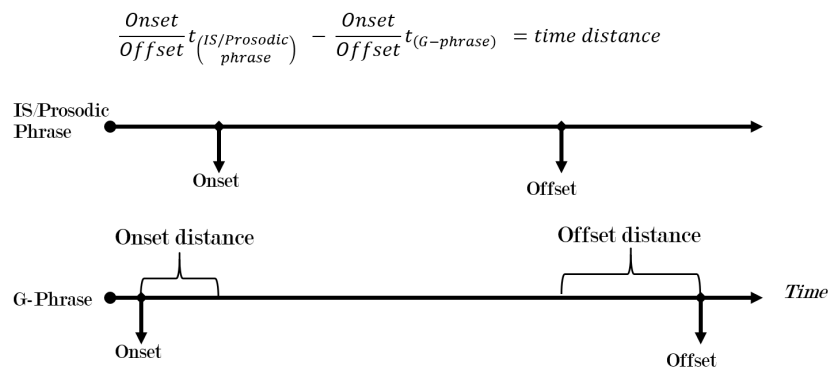 Onset/Offset t(IS/Prosodic phrase) − Onset/Offset t(G−phrase) = time distance
IS/Prosodic
Phrase
Onset
Offset
Onset distance
Offset distance
G-Phrase
Time
Onset
Offset